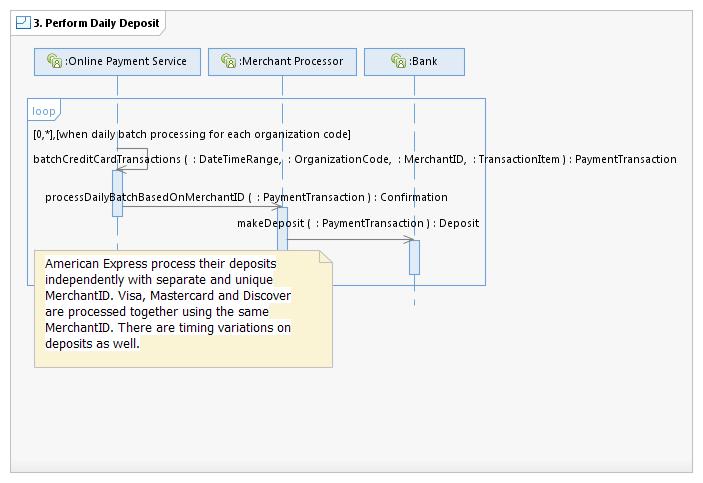 3. Perform Daily Deposit
:Online Payment Service
:Merchant Processor
:Bank
loop
[0,*],[when daily batch processing for each organization code]
batchCreditCardTransactions ( : DateTimeRange, : OrganizationCode, : MerchantID, : TransactionItem ) : PaymentTransaction
processDailyBatchBasedOnMerchantID ( : PaymentTransaction ) : Confirmation
makeDeposit ( : PaymentTransaction ) : Deposit
American Express process their deposits
independently with separate and unique
MerchantID. Visa, Mastercard and Discover
are processed together using the same
MerchantID. There are timing variations on
deposits as well.